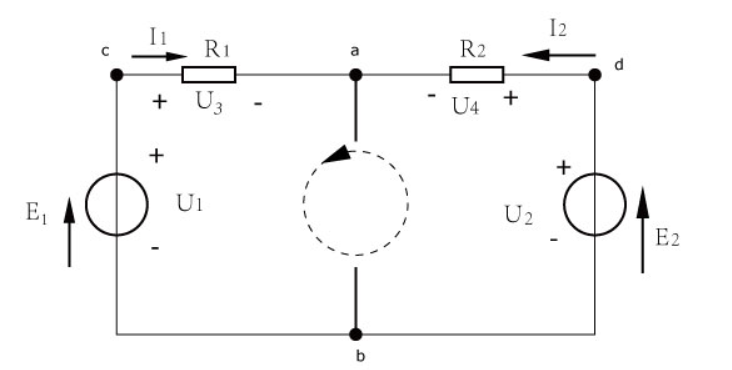 I1
I2
c
R1
a
R2
d
+ U3 -
- U4 +
+
+
E1
U1
U2
E2
-
-
b